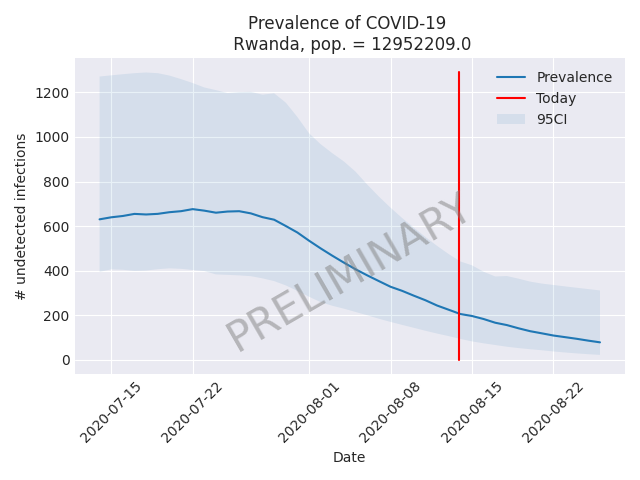 Prevalence of COVID-19
Rwanda, pop. = 12952209.0
Prevalence
Today
95CI
1200
1000
800
600
400
200
0
# undetected infections
PRELIMINARY
2020-07-15
2020-07-22
2020-08-01
2020-08-08
2020-08-15
2020-08-22
Date